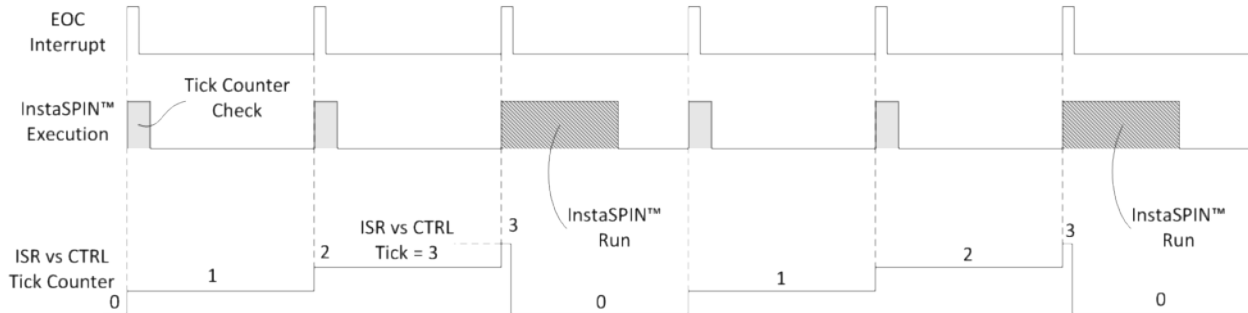 EOC
Interrupt
Tick Counter
Check
InstaSPIN™
Execution
InstaSPIN™
Run
InstaSPIN™
Run
ISR vs CTRL
Tick = 3
3
3
2
2
ISR vs CTRL
Tick Counter
1
1
0
0
0